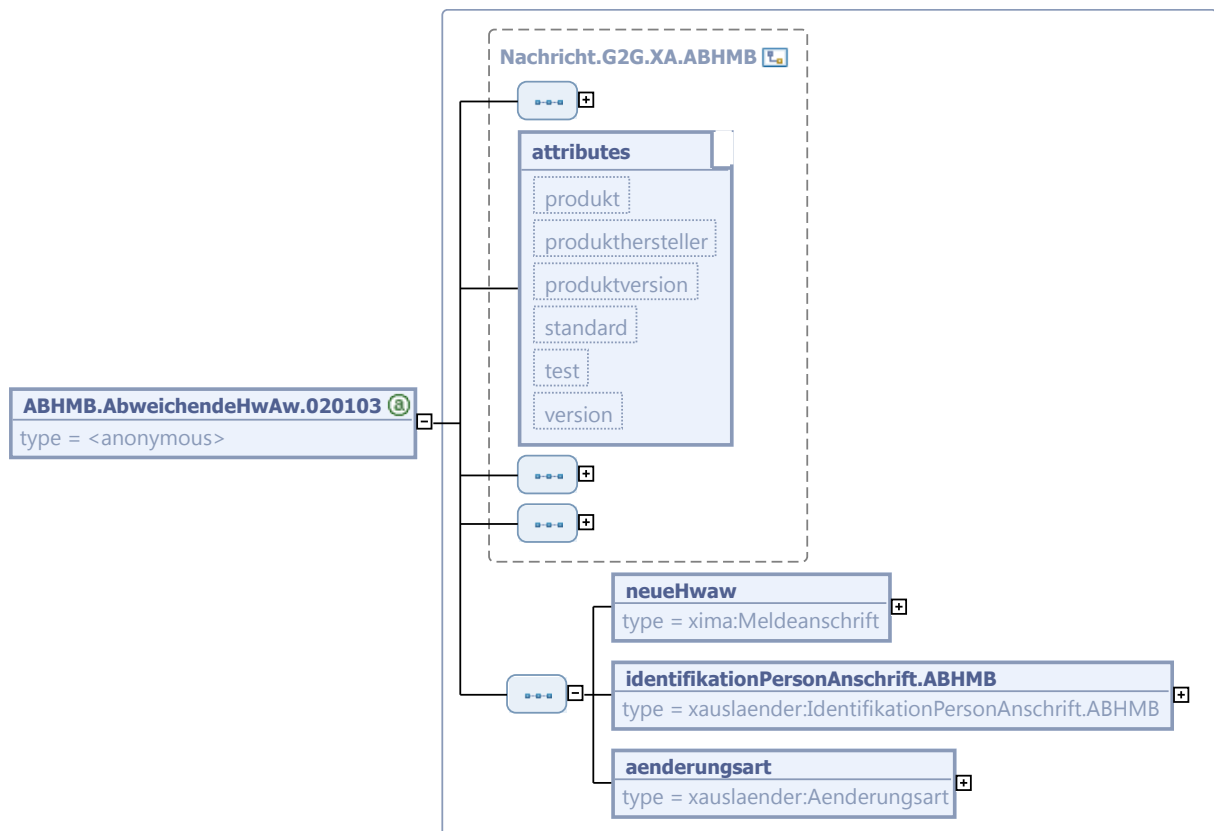 Nachricht.G2G.XA.ABHMB
attributes
produkt
produkthersteller
produktversion
standard
test
version
ABHMB.AbweichendeHwAw.020103 a
type = <anonymous>
neueHwaw
type = xima:Meldeanschrift
identifikationPersonAnschrift.ABHMB
type = xauslaender:IdentifikationPersonAnschrift.ABHMB
aenderungsart
type = xauslaender:Aenderungsart